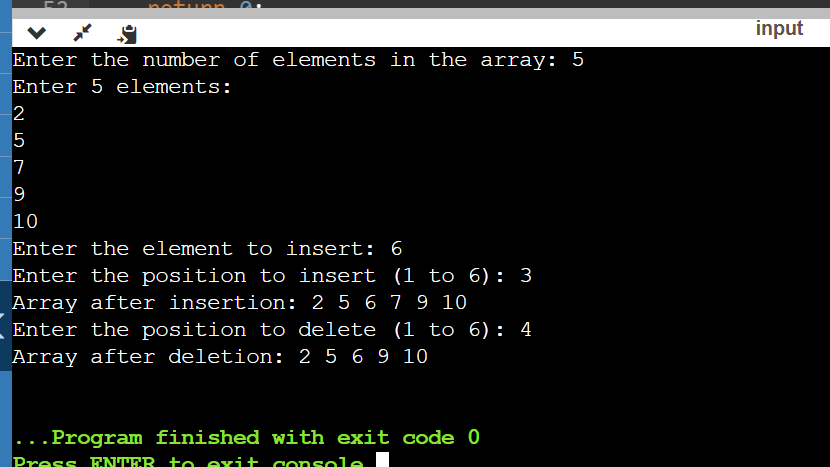 52 return 0;
input
Enter the number of elements in the array: 5
Enter 5 elements:
2
5
7
9
10
Enter the element to insert: 6
Enter the position to insert (1 to 6): 3
Array after insertion: 2 5 6 7 9 10
Enter the position to delete (1 to 6): 4
Array after deletion: 2 5 6 9 10
...Program finished with exit code 0
Press ENTER to exit console.